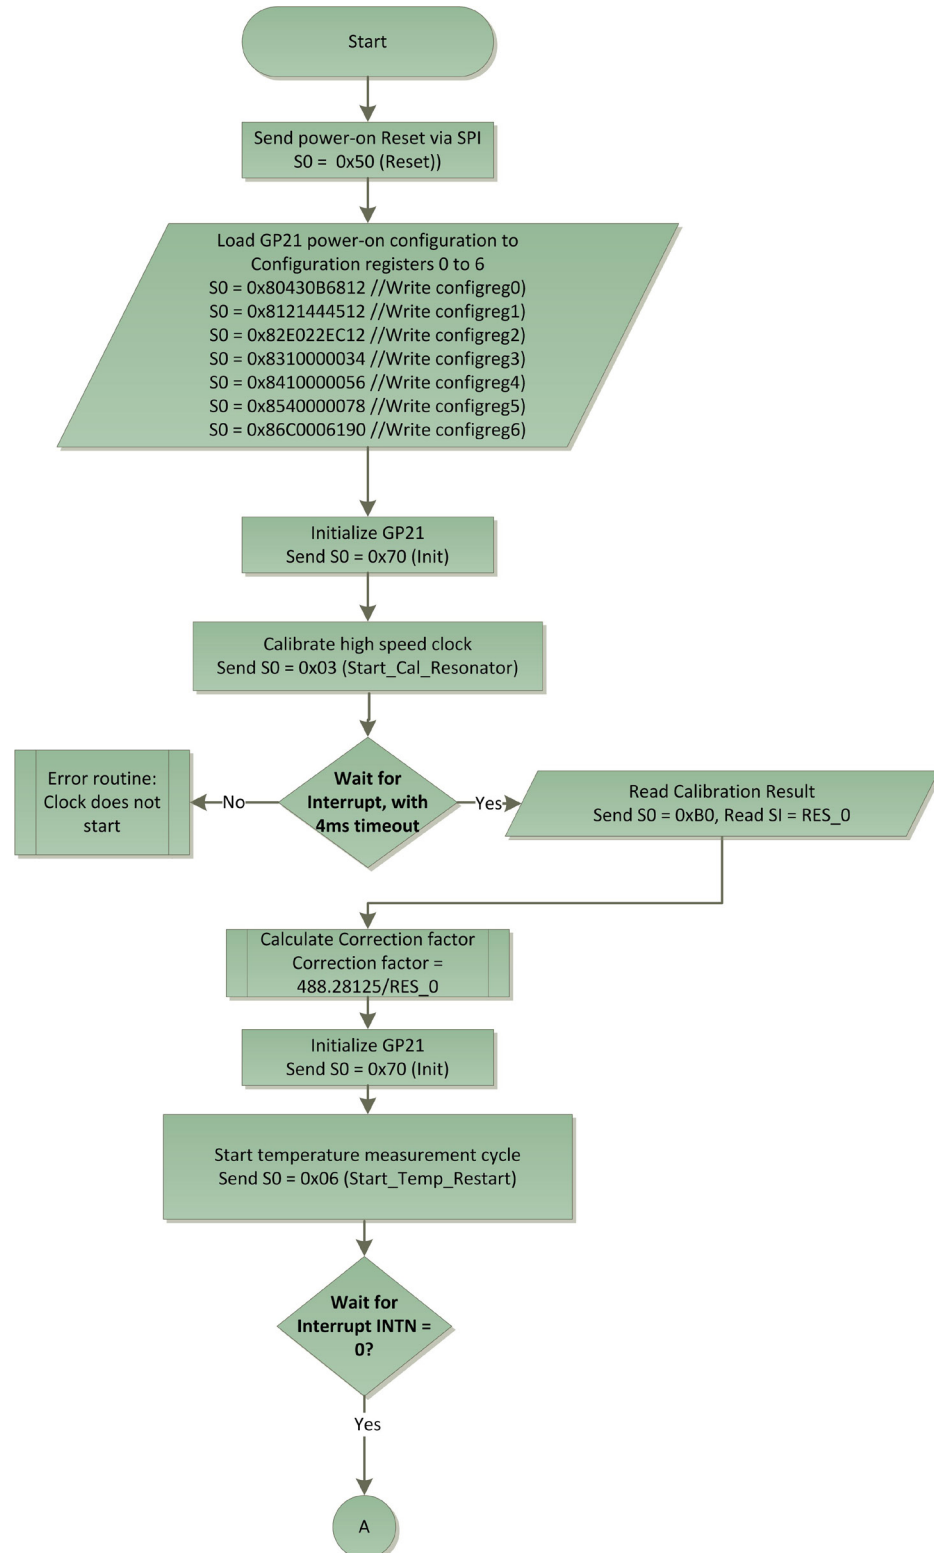 Start
Send power-on Reset via SPI
S0 =  0x50 (Reset))
Load GP21 power-on configuration to
Configuration registers 0 to 6
S0 = 0x80430B6812 //Write configreg0)
S0 = 0x8121444512 //Write configreg1)
S0 = 0x82E022EC12 //Write configreg2)
S0 = 0x8310000034 //Write configreg3)
S0 = 0x8410000056 //Write configreg4)
S0 = 0x8540000078 //Write configreg5)
S0 = 0x86C0006190 //Write configreg6)
Initialize GP21
Send S0 = 0x70 (Init)
Calibrate high speed clock
Send S0 = 0x03 (Start_Cal_Resonator)
Error routine:
Clock does not
start
No
Wait for
Interrupt, with
4ms timeout
Yes
Read Calibration Result
Send S0 = 0xB0, Read SI = RES_0
Calculate Correction factor
Correction factor =
488.28125/RES_0
Initialize GP21
Send S0 = 0x70 (Init)
Start temperature measurement cycle
Send S0 = 0x06 (Start_Temp_Restart)
Wait for
Interrupt INTN =
0?
Yes
A